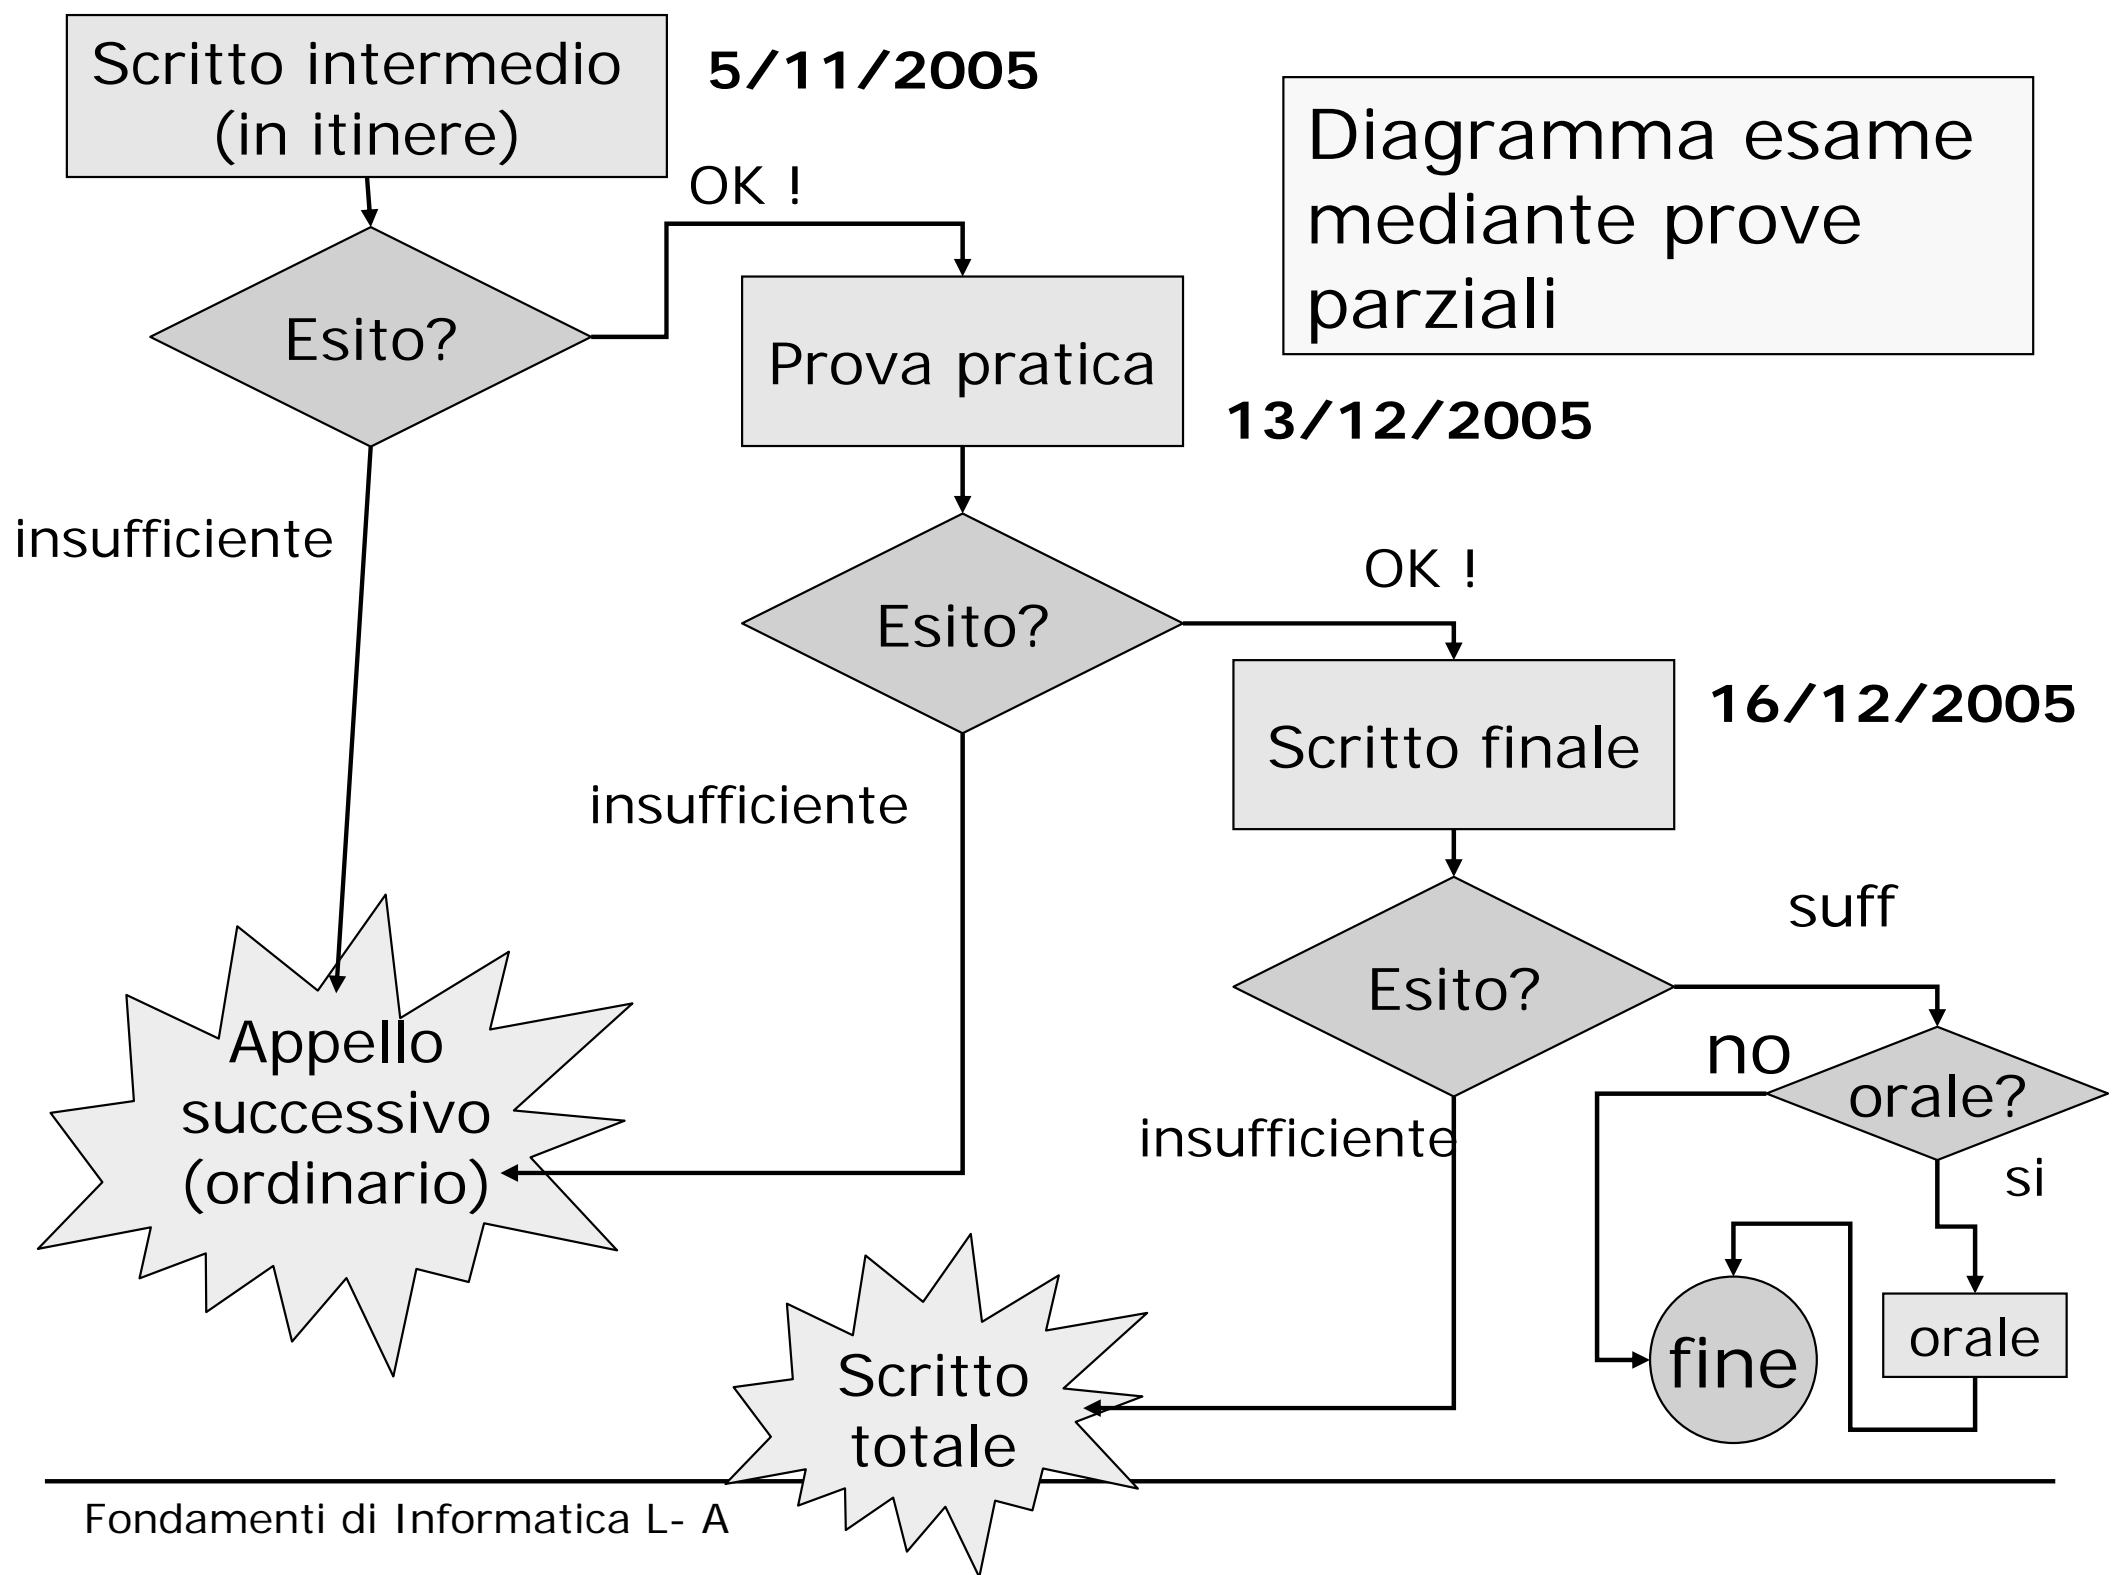 Scritto intermedio
(in itinere)
5/11/2005
Diagramma esame
mediante prove
parziali
OK !
Esito?
Prova pratica
13/12/2005
insufficiente
OK !
Esito?
16/12/2005
Scritto finale
insufficiente
suff
Esito?
no
orale?
Appello
successivo
(ordinario)
insufficiente
si
orale
fine
Scritto
totale
Fondamenti di Informatica L- A